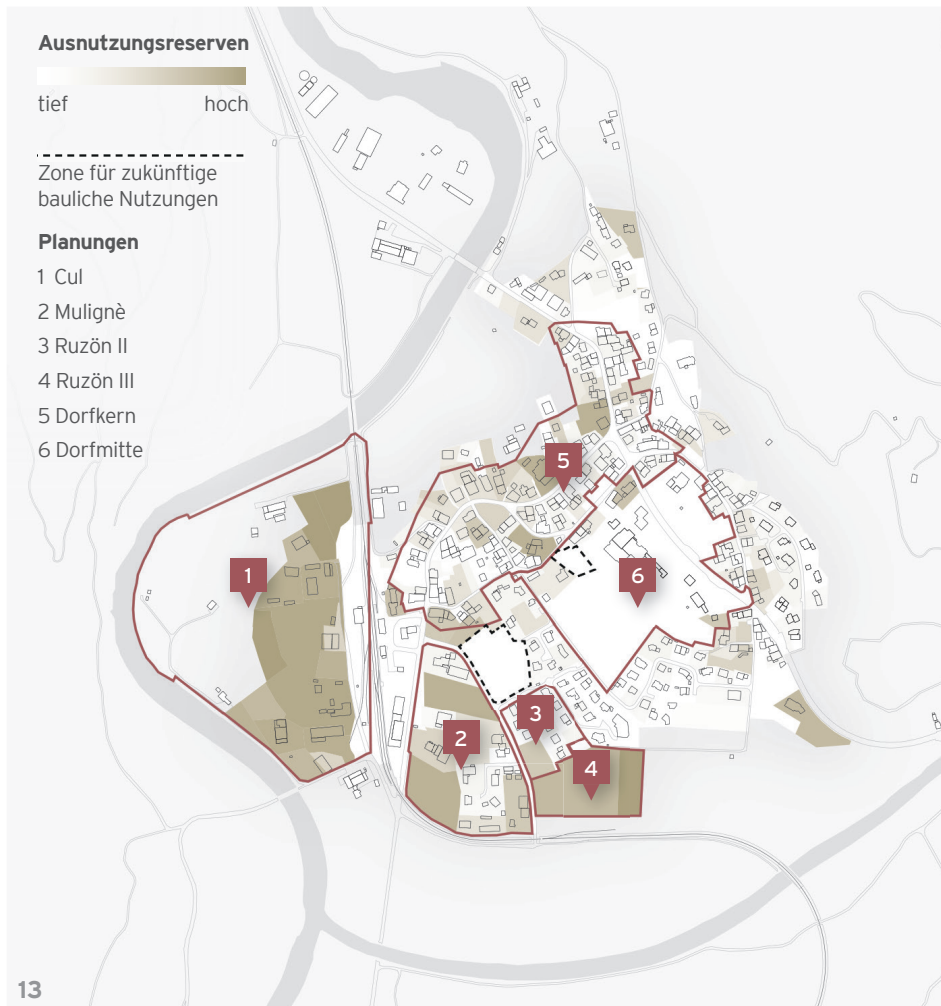 Ausnutzungsreserven
tief hoch
Zone für zukünftige
bauliche Nutzungen
Planungen
1 Cul
2 Mulignè
3 Ruzön II
4 Ruzön III
5 Dorfkern
6 Dorfmitte
5
1
6
3
2
4
13